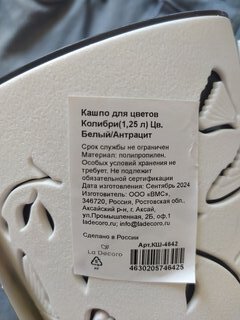 Кашпо для цветов
Колибри(1,25 л) Цв.
Белый/Антрацит
Срок службы не ограничен
Материал: полипропилен.
Особых условий хранения не
требует. Не подлежит
обязательной сертификации
Дата изготовления: Сентябрь 2024
Изготовитель: ООО «ВМС»,
346720, Россия, Ростовская обл.,
Аксайский р-н, г. Аксай,
ул.Промышленная, 2Б, оф.1
ladecoro.ru; info@ladecoro.ru
Сделано в России
La Decoro
Арт.КШ-4642
4630205746425